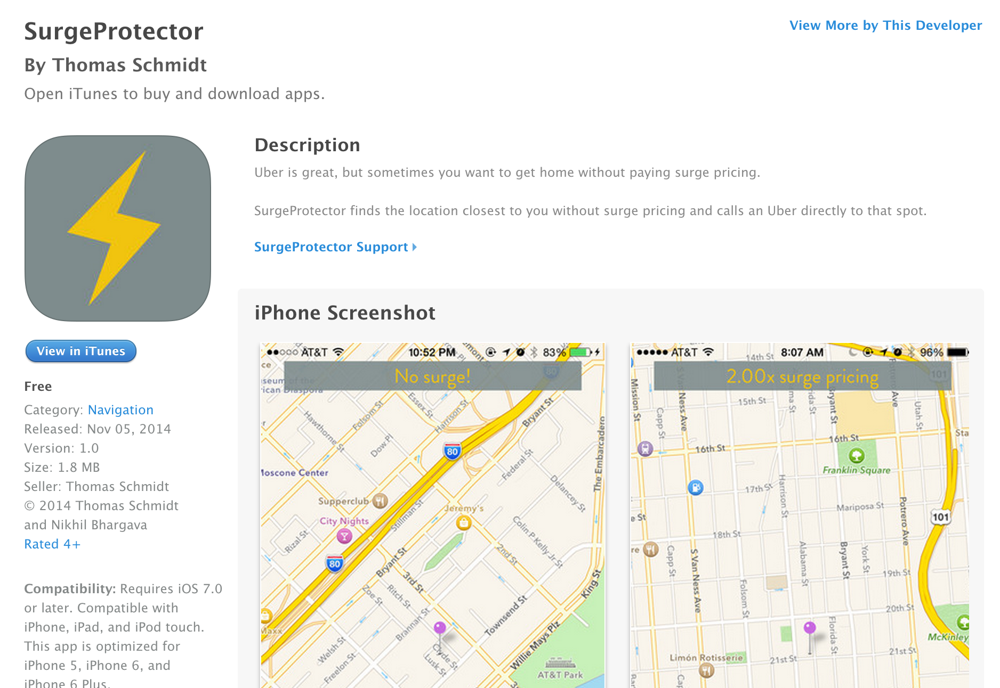 SurgeProtector
View More by This Developer
By Thomas Schmidt
Open iTunes to buy and download apps.
Description
Uber is great, but sometimes you want to get home without paying surge pricing.
SurgeProtector finds the location closest to you without surge pricing and calls an Uber directly to that spot.
SurgeProtector Support
View in iTunes
Free
Category: Navigation
Released: Nov 05, 2014
Version: 1.0
Size: 1.8 MB
Seller: Thomas Schmidt
© 2014 Thomas Schmidt
and Nikhil Bhargava
Rated 4+
Compatibility: Requires iOS 7.0
or later. Compatible with
iPhone, iPad, and iPod touch.
This app is optimized for
iPhone 5, iPhone 6, and
iPhone 6 Plus.
iPhone Screenshot
AT&T 10:52 PM 83%
No surge!
80
Essex St
Harrison St
Folsom St
Bryant St
Hawthorne St
Dow Pl
80
The Embarcadero
Federal St
Moscone Center
Delancey St
Supperclub
Jeremy's
City Nights
Stillman St
Colin P Kelly Jr St
Rizal St
2nd St
80
Bryant St
3rd St
King St
Zoe St
Ritch St
Townsend St
Brannan St
Maxx
Welsh St
Clyde St
Lusk St
Willie Mays Plz
Freelon St
AT&T Park
AT&T 8:07 AM 96%
2.00x surge pricing
14th St
101
Mission St
S Van Ness Ave
15th St
Bryant St
Utah St
Capp St
16th St
16th St
Franklin Square
17th St
Harrison St
Mariposa St
Potrero Ave
101
e St
18th St
re
Capp St
S Van Ness Ave
Alabama St
Bryant St
York St
19th St
Folsom St
20th St
Florida St
McKinley
21st St
Limón Rotisserie
21st St